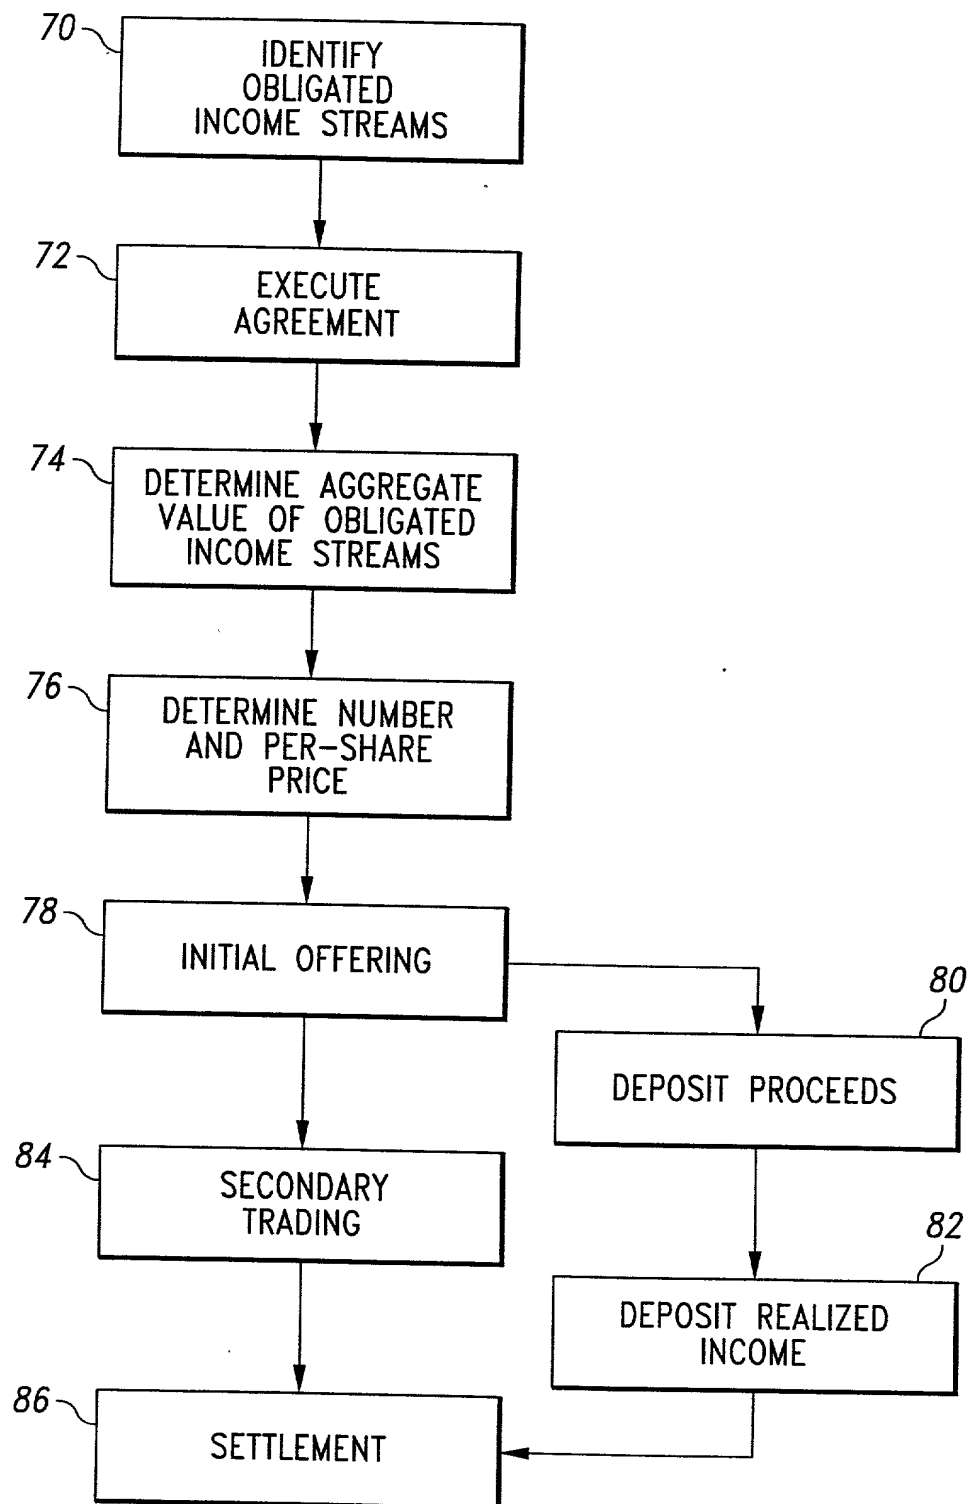 70
IDENTIFY
OBLIGATED
INCOME STREAMS
72
EXECUTE
AGREEMENT
74
DETERMINE AGGREGATE
VALUE OF OBLIGATED
INCOME STREAMS
76
DETERMINE NUMBER
AND PER-SHARE
PRICE
78
INITIAL OFFERING
80
DEPOSIT PROCEEDS
84
SECONDARY
TRADING
82
DEPOSIT REALIZED
INCOME
86
SETTLEMENT